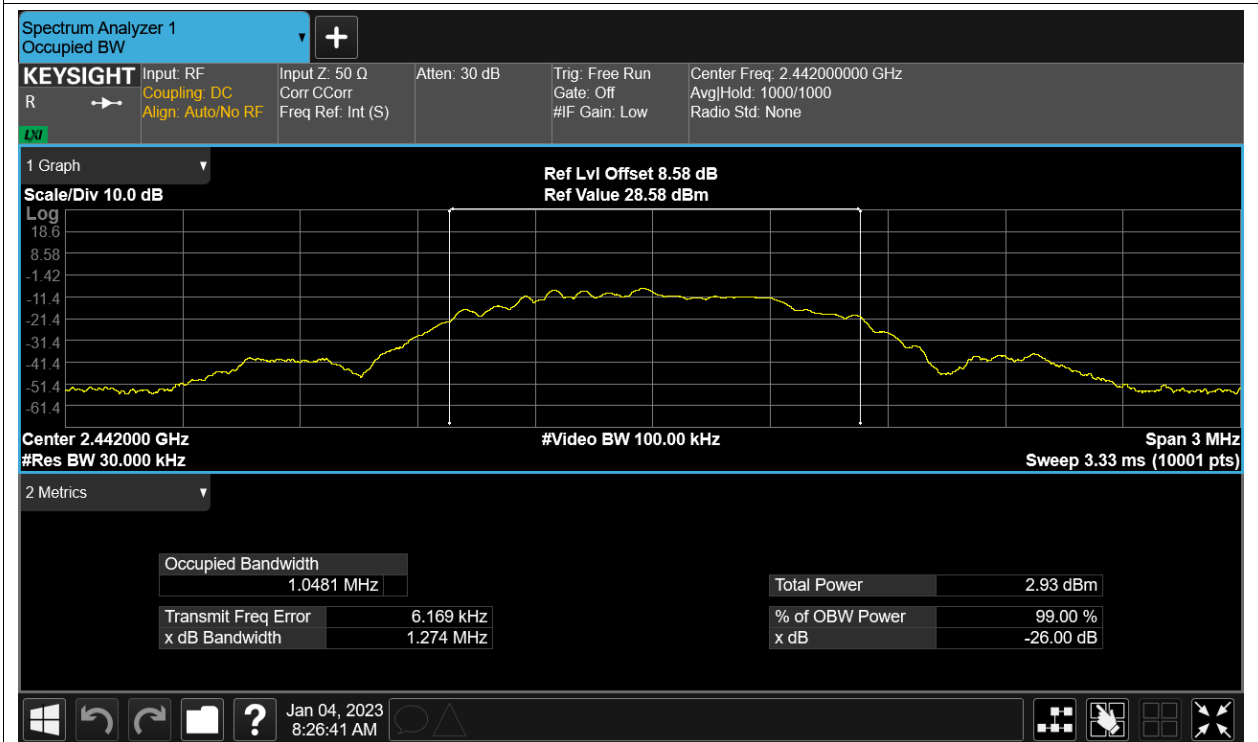 Spectrum Analyzer 1
Occupied BW
+
KEYSIGHT
R
LXI
Input: RF
Coupling: DC
Align: Auto/No RF
Input Z: 50 Ω
Corr CCorr
Freq Ref: Int (S)
Atten: 30 dB
Trig: Free Run
Gate: Off
#IF Gain: Low
Center Freq: 2.442000000 GHz
Avg|Hold: 1000/1000
Radio Std: None
1 Graph
Scale/Div 10.0 dB
Ref Lvl Offset 8.58 dB
Ref Value 28.58 dBm
Log
18.6
8.58
-1.42
-11.4
-21.4
-31.4
-41.4
-51.4
-61.4
Center 2.442000 GHz
#Res BW 30.000 kHz
#Video BW 100.00 kHz
Span 3 MHz
Sweep 3.33 ms (10001 pts)
2 Metrics
Occupied Bandwidth
1.0481 MHz
Transmit Freq Error 6.169 kHz
x dB Bandwidth 1.274 MHz
Total Power 2.93 dBm
% of OBW Power 99.00 %
x dB -26.00 dB
?
Jan 04, 2023
8:26:41 AM